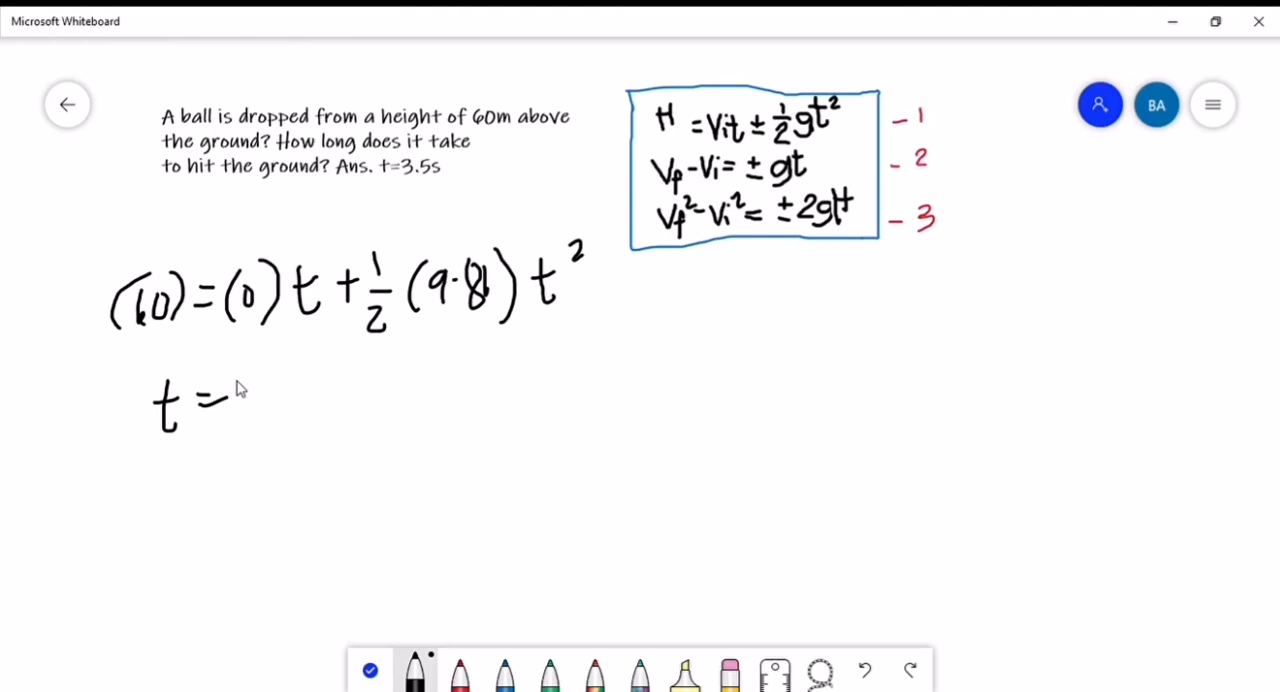 Microsoft Whiteboard
A ball is dropped from a height of 60m above
the ground? How long does it take
to hit the ground? Ans. t=3.5s
H = Vit ± 1/2 gt² - 1
Vf - Vi = ± gt - 2
Vf² - Vi² = ± 2gH - 3
BA
(60) = (0) t + 1/2 (9.81) t²
t =